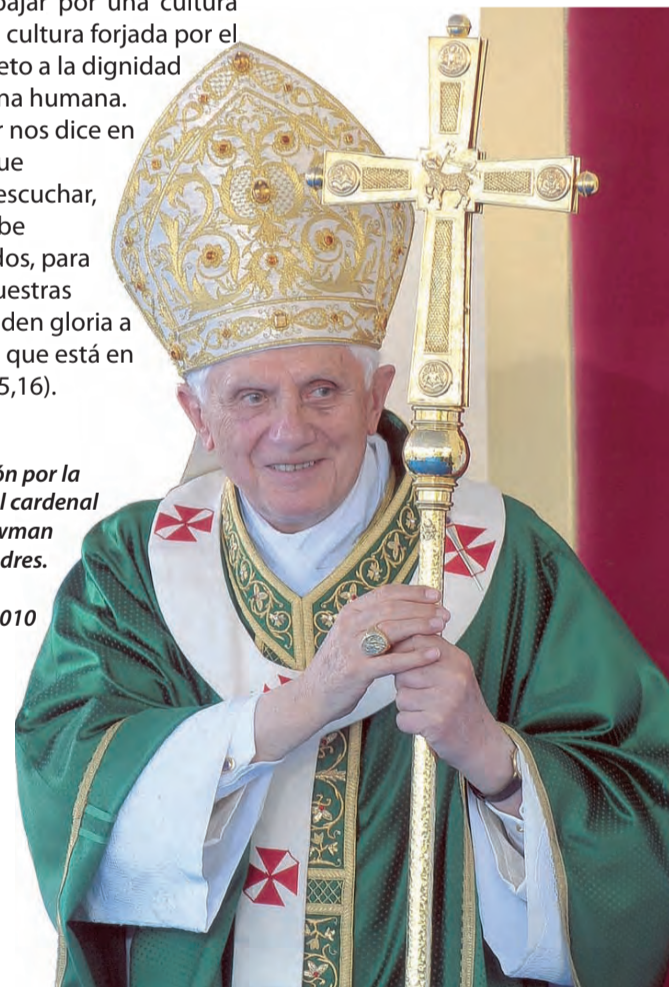 bajar por una cultura
cultura forjada por el
eto a la dignidad
na humana.
nos dice en
ue
escuchar,
be
dos, para
uestras
den gloria a
que está en
5,16).
ón por la
l cardenal
wman
dres.
010